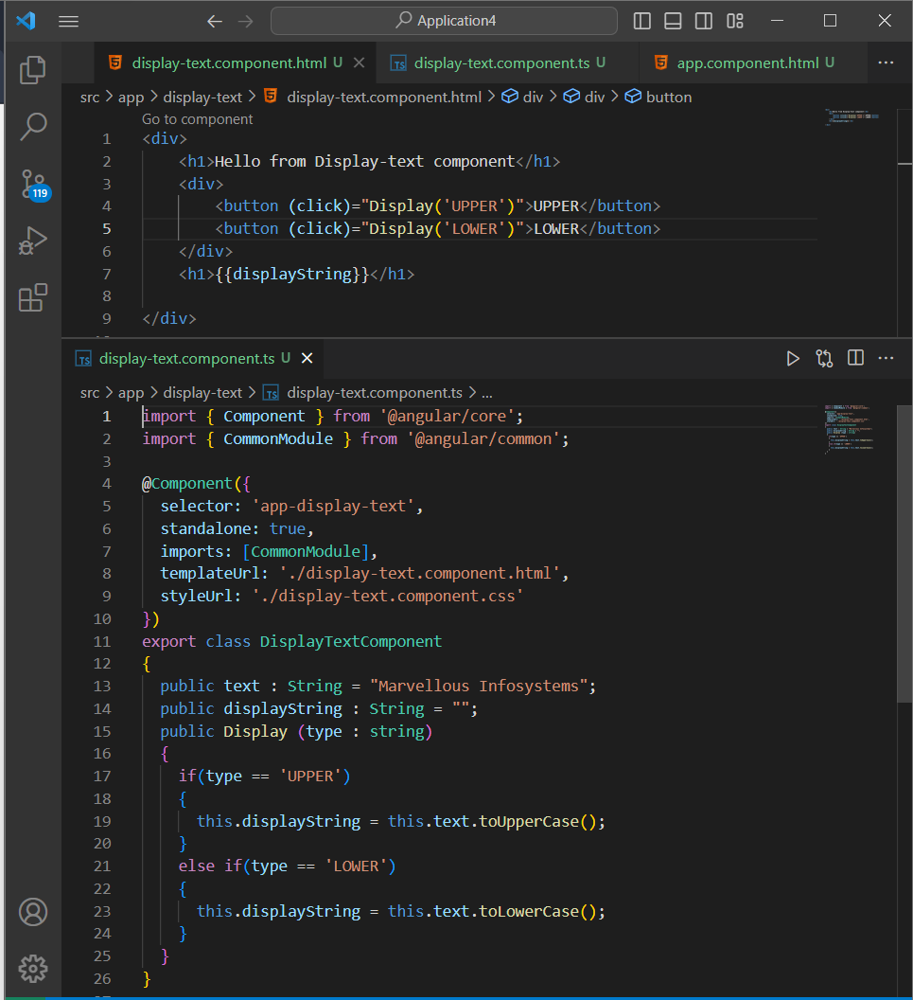 Application4
display-text.component.html U
TS display-text.component.ts U
app.component.html U
src > app > display-text > display-text.component.html > div > div > button
Go to component
1 <div>
2     <h1>Hello from Display-text component</h1>
3     <div>
4         <button (click)="Display('UPPER')">UPPER</button>
5         <button (click)="Display('LOWER')">LOWER</button>
6     </div>
7     <h1>{{displayString}}</h1>
8
9 </div>
119
TS display-text.component.ts U
src > app > display-text > TS display-text.component.ts > ...
1 import { Component } from '@angular/core';
2 import { CommonModule } from '@angular/common';
3
4 @Component({
5   selector: 'app-display-text',
6   standalone: true,
7   imports: [CommonModule],
8   templateUrl: './display-text.component.html',
9   styleUrl: './display-text.component.css'
10 })
11 export class DisplayTextComponent
12 {
13   public text : String = "Marvellous Infosystems";
14   public displayString : String = "";
15   public Display (type : string)
16   {
17     if(type == 'UPPER')
18     {
19       this.displayString = this.text.toUpperCase();
20     }
21     else if(type == 'LOWER')
22     {
23       this.displayString = this.text.toLowerCase();
24     }
25   }
26 }